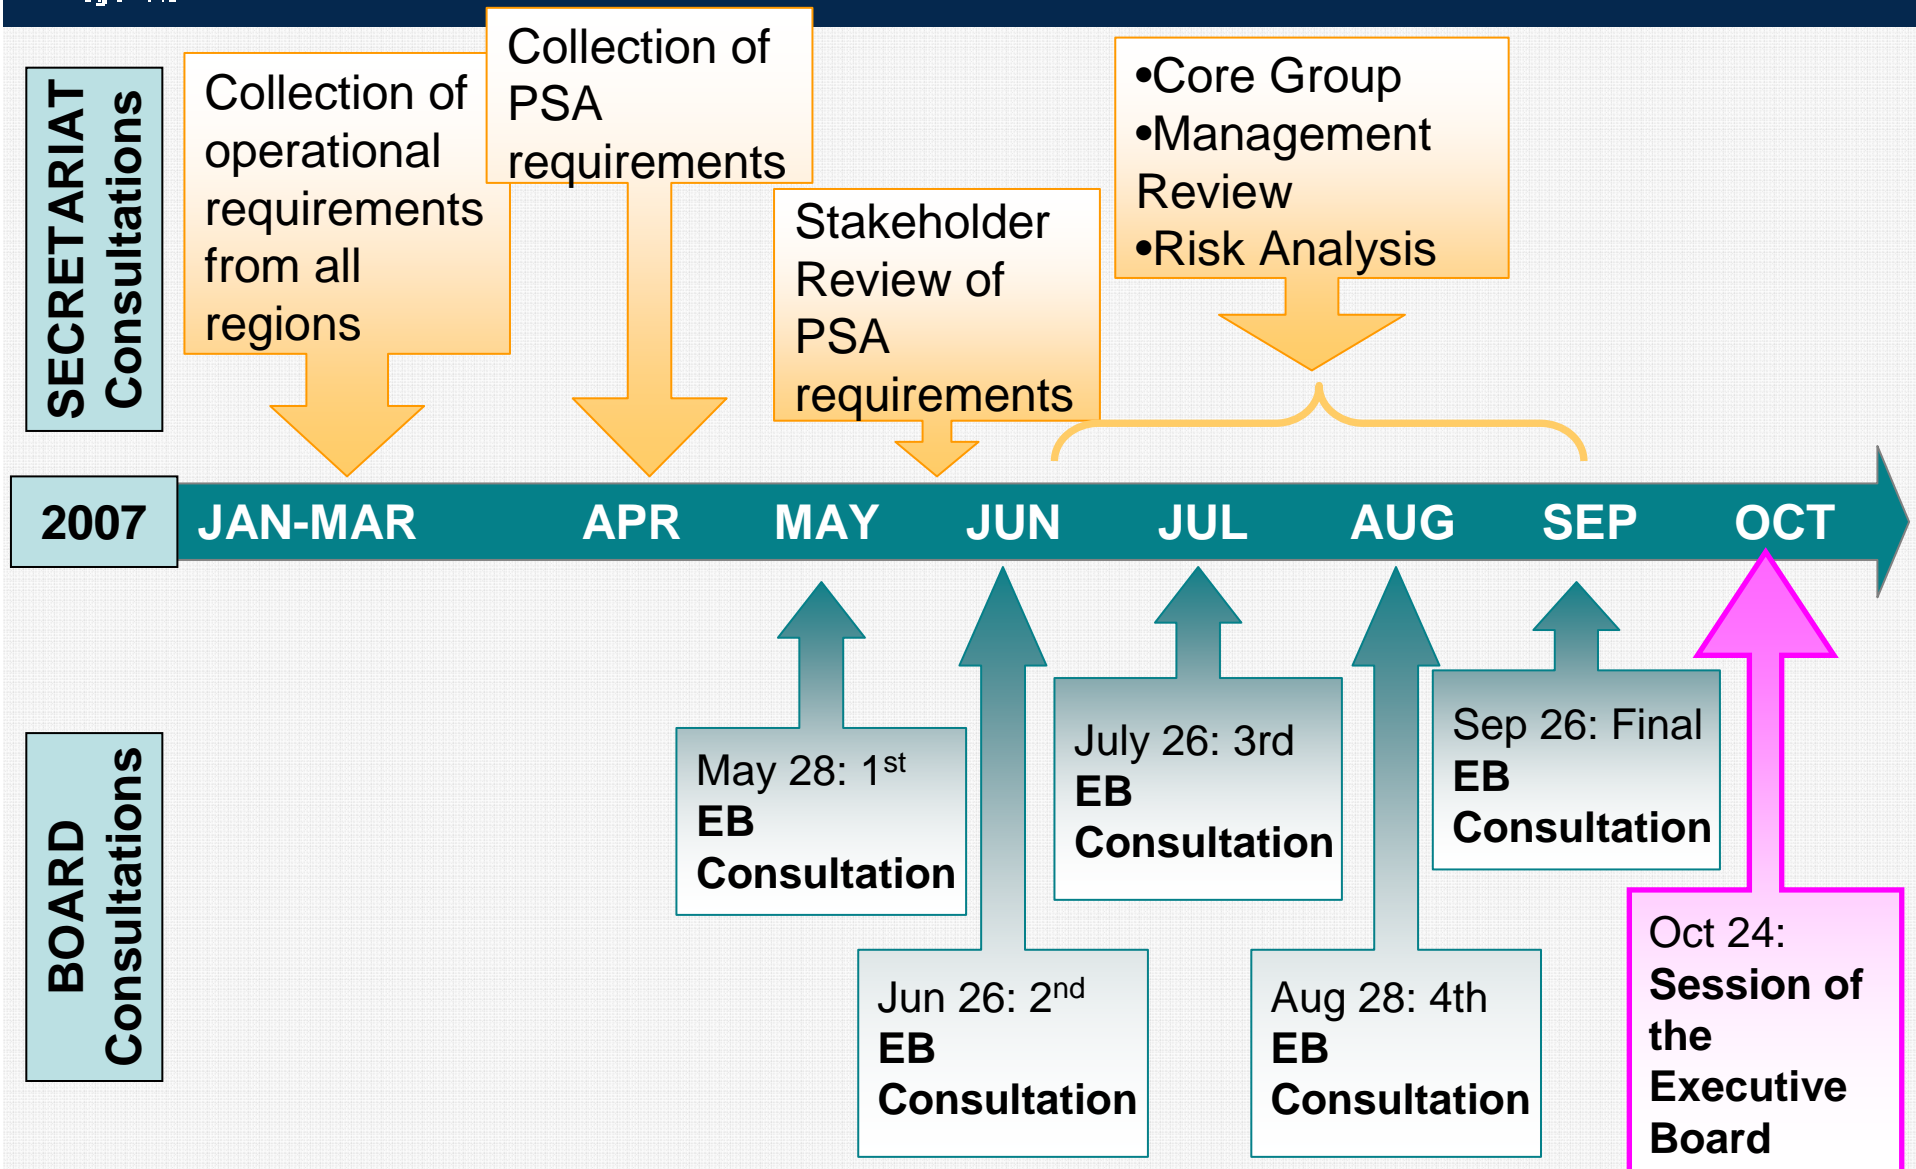 SECRETARIAT
Consultations
Collection of
operational
requirements
from all
regions
Collection of
PSA
requirements
Stakeholder
Review of
PSA
requirements
•Core Group
•Management
Review
•Risk Analysis
2007
JAN-MAR
APR
MAY
JUN
JUL
AUG
SEP
OCT
BOARD
Consultations
May 28: 1st
EB
Consultation
Jun 26: 2nd
EB
Consultation
July 26: 3rd
EB
Consultation
Aug 28: 4th
EB
Consultation
Sep 26: Final
EB
Consultation
Oct 24:
Session of
the
Executive
Board